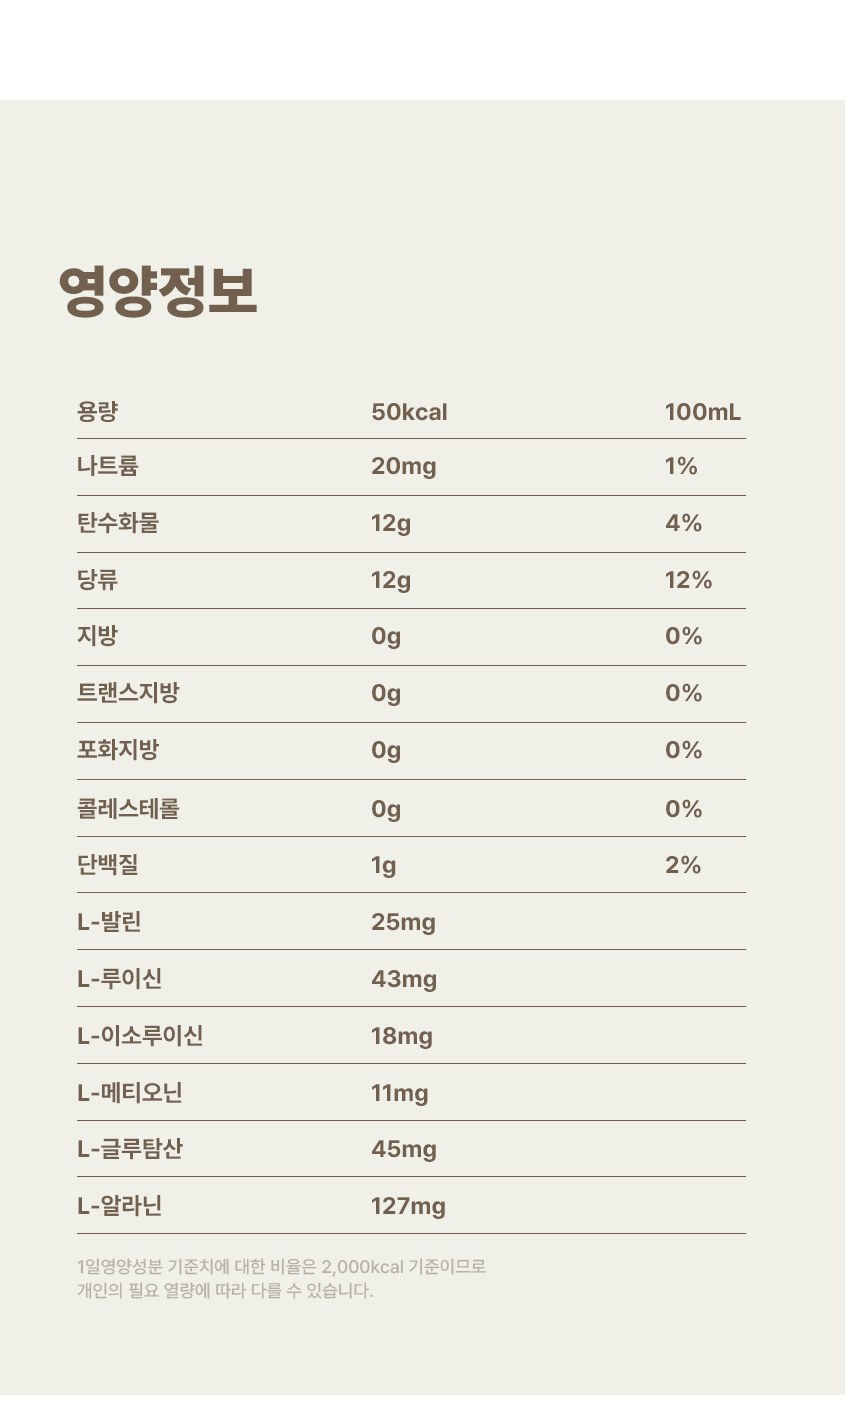 영양정보
용량 50kcal 100mL
나트륨 20mg 1%
탄수화물 12g 4%
당류 12g 12%
지방 0g 0%
트랜스지방 0g 0%
포화지방 0g 0%
콜레스테롤 0g 0%
단백질 1g 2%
L-발린 25mg
L-루이신 43mg
L-이소루이신 18mg
L-메티오닌 11mg
L-글루탐산 45mg
L-알라닌 127mg
1일영양성분 기준치에 대한 비율은 2,000kcal 기준이므로
개인의 필요 열량에 따라 다를 수 있습니다.